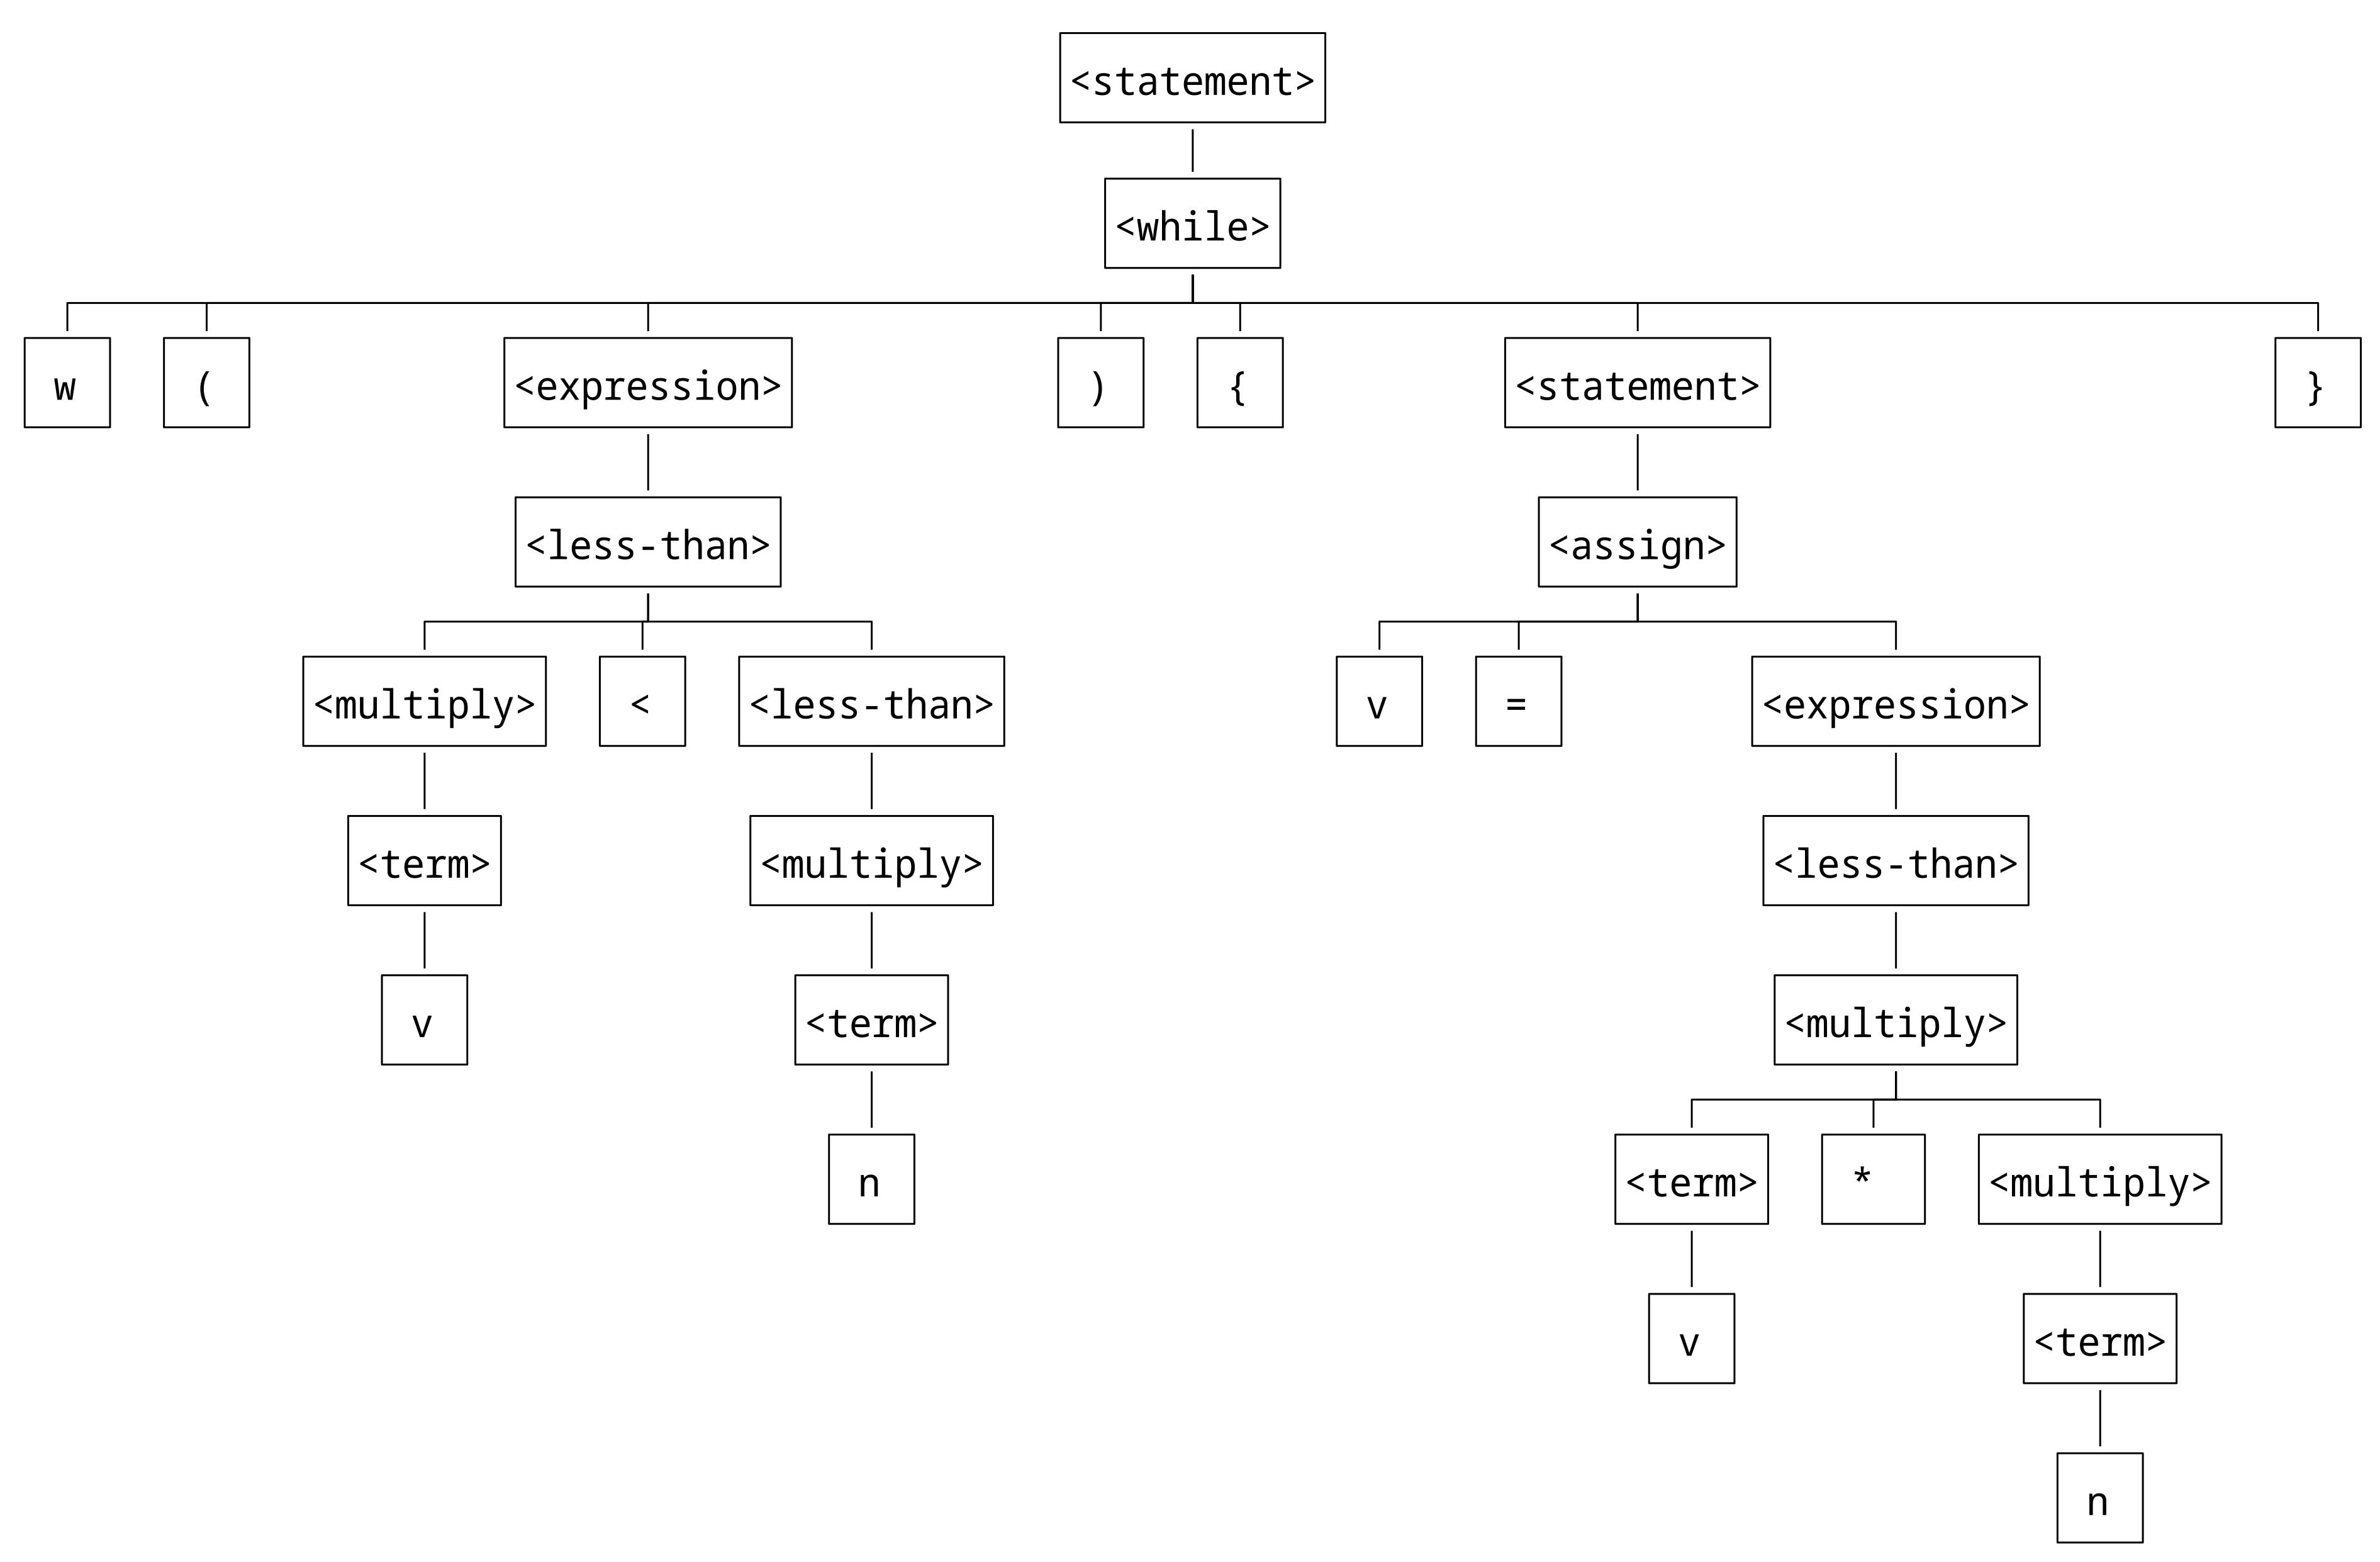 <statement>
<while>
w ( <expression> ) { <statement> }
<less-than> <assign>
<multiply> < <less-than> v = <expression>
<term> <multiply> <less-than>
v <term> <multiply>
n <term> * <multiply>
v <term>
n